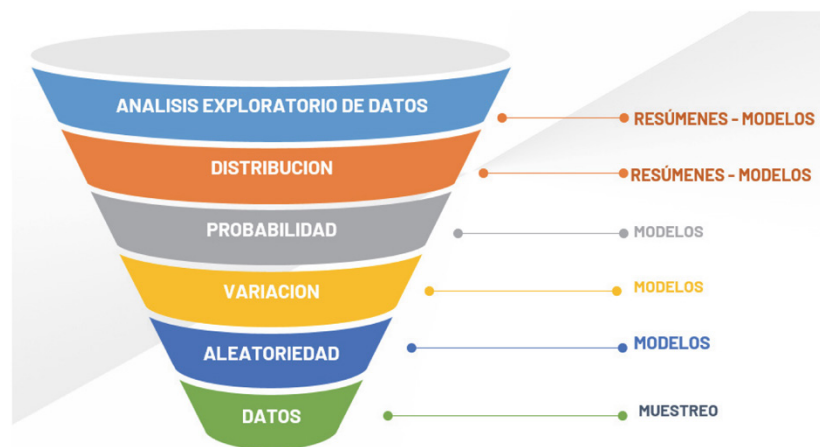 ANALISIS EXPLORATORIO DE DATOS
RESÚMENES - MODELOS
DISTRIBUCION
RESÚMENES - MODELOS
PROBABILIDAD
MODELOS
VARIACION
MODELOS
ALEATORIEDAD
MODELOS
DATOS
MUESTREO